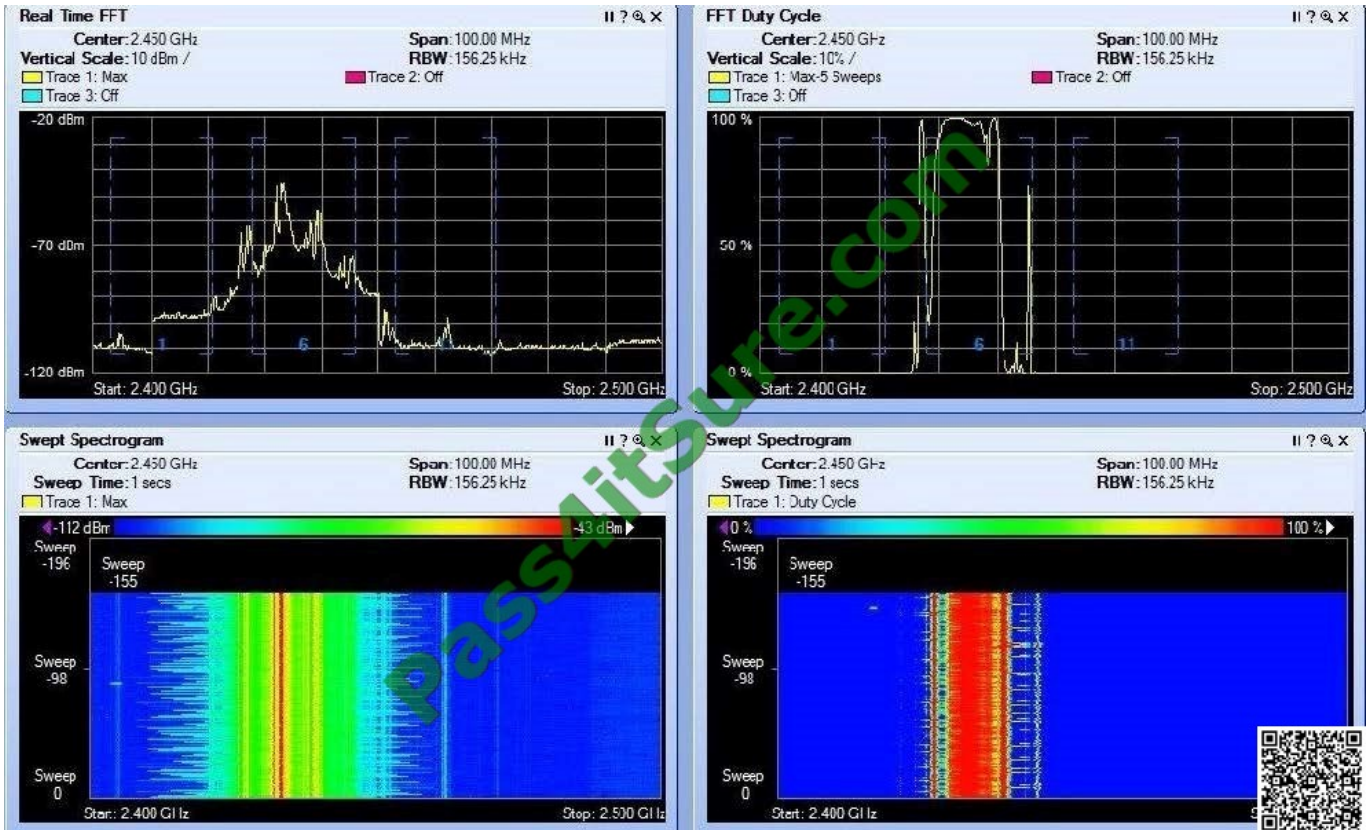 Real Time FFT
II ? X
Center: 2.450 GHz
Span: 100.00 MHz
Vertical Scale: 10 dBm /
RBW: 156.25 kHz
Trace 1: Max
Trace 2: Off
Trace 3: Off
-20 dBm
-70 dBm
-120 dBm
1
6
Start: 2.400 GHz
Stop: 2.500 GHz
FFT Duty Cycle
II ? X
Center: 2.450 GHz
Span: 100.00 MHz
Vertical Scale: 10% /
RBW: 156.25 kHz
Trace 1: Max-5 Sweeps
Trace 2: Off
Trace 3: Off
100 %
50 %
0 %
1
6
11
Start: 2.400 GHz
Stop: 2.500 GHz
Swept Spectrogram
II ? X
Center: 2.450 GHz
Span: 100.00 MHz
Sweep Time: 1 secs
RBW: 156.25 kHz
Trace 1: Max
-112 dBm
-43 dBm
Sweep
-196
Sweep
-155
Sweep
-98
Sweep
0
Start: 2.400 GHz
Stop: 2.500 GHz
Swept Spectrogram
II ? X
Center: 2.450 GHz
Span: 100.00 MHz
Sweep Time: 1 secs
RBW: 156.25 kHz
Trace 1: Duty Cycle
0 %
100 %
Sweep
-196
Sweep
-155
Sweep
-98
Sweep
0
Start: 2.400 GHz
Pass4itSure.com